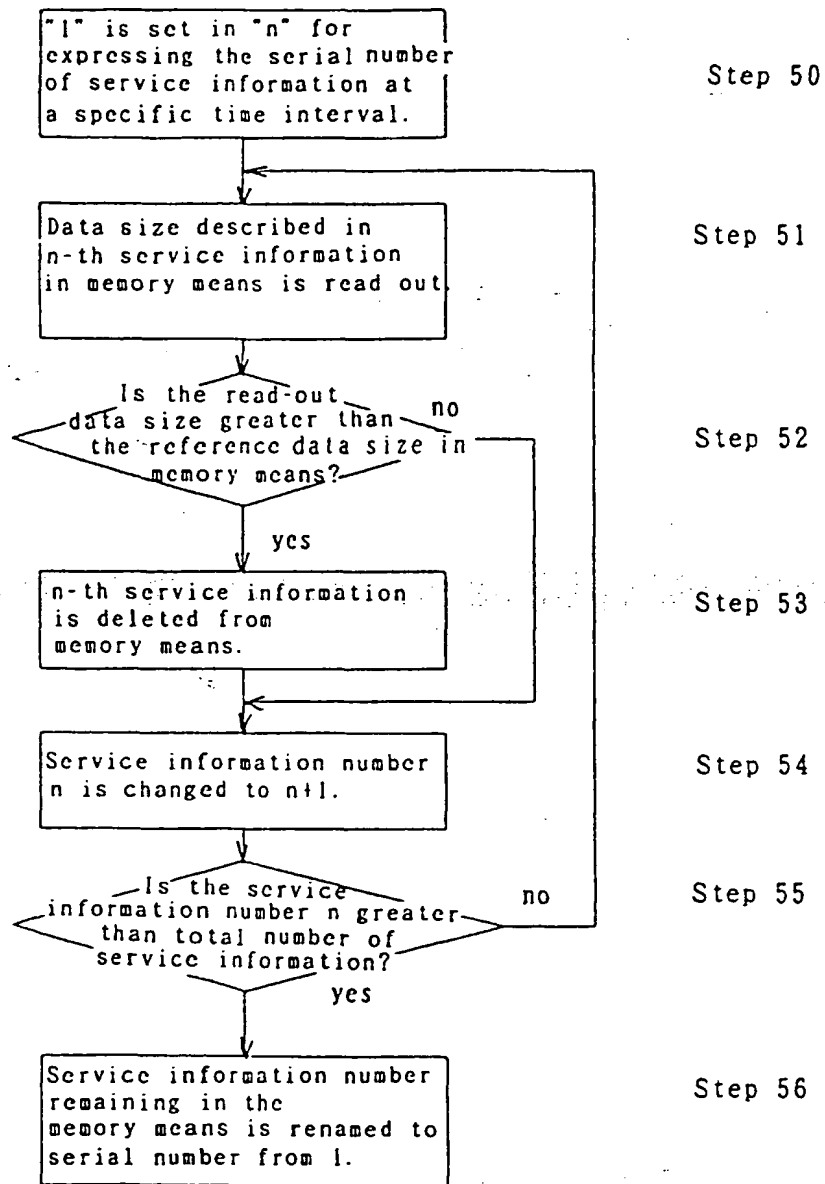 "1" is set in "n" for
expressing the serial number
of service information at
a specific time interval.
Step 50
Data size described in
n-th service information
in memory means is read out.
Step 51
Is the read-out
data size greater than
the reference data size in
memory means?
no
Step 52
yes
n-th service information
is deleted from
memory means.
Step 53
Service information number
n is changed to n+1.
Step 54
Is the service
information number n greater
than total number of
service information?
no
Step 55
yes
Service information number
remaining in the
memory means is renamed to
serial number from 1.
Step 56